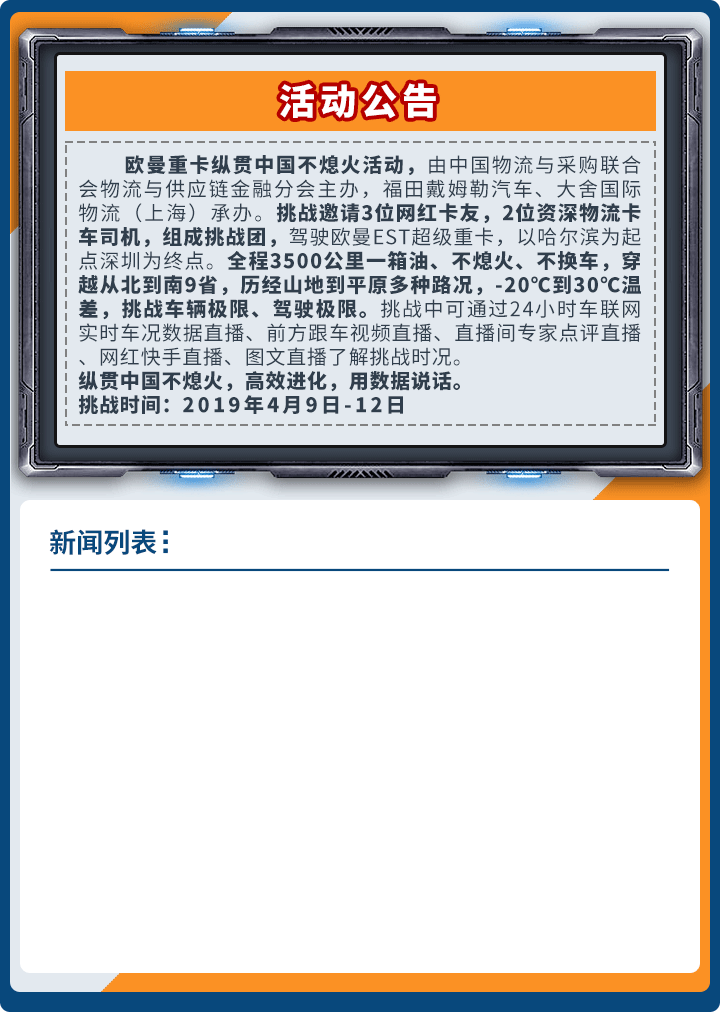 活动公告
欧曼重卡纵贯中国不熄火活动，由中国物流与采购联合
会物流与供应链金融分会主办，福田戴姆勒汽车、大舍国际
物流（上海）承办。挑战邀请3位网红卡友，2位资深物流卡
车司机，组成挑战团，驾驶欧曼EST超级重卡，以哈尔滨为起
点深圳为终点。全程3500公里一箱油、不熄火、不换车，穿
越从北到南9省，历经山地到平原多种路况，-20℃到30℃温
差，挑战车辆极限、驾驶极限。挑战中可通过24小时车联网
实时车况数据直播、前方跟车视频直播、直播间专家点评直播
、网红快手直播、图文直播了解挑战时况。
纵贯中国不熄火，高效进化，用数据说话。
挑战时间：2019年4月9日-12日
新闻列表：